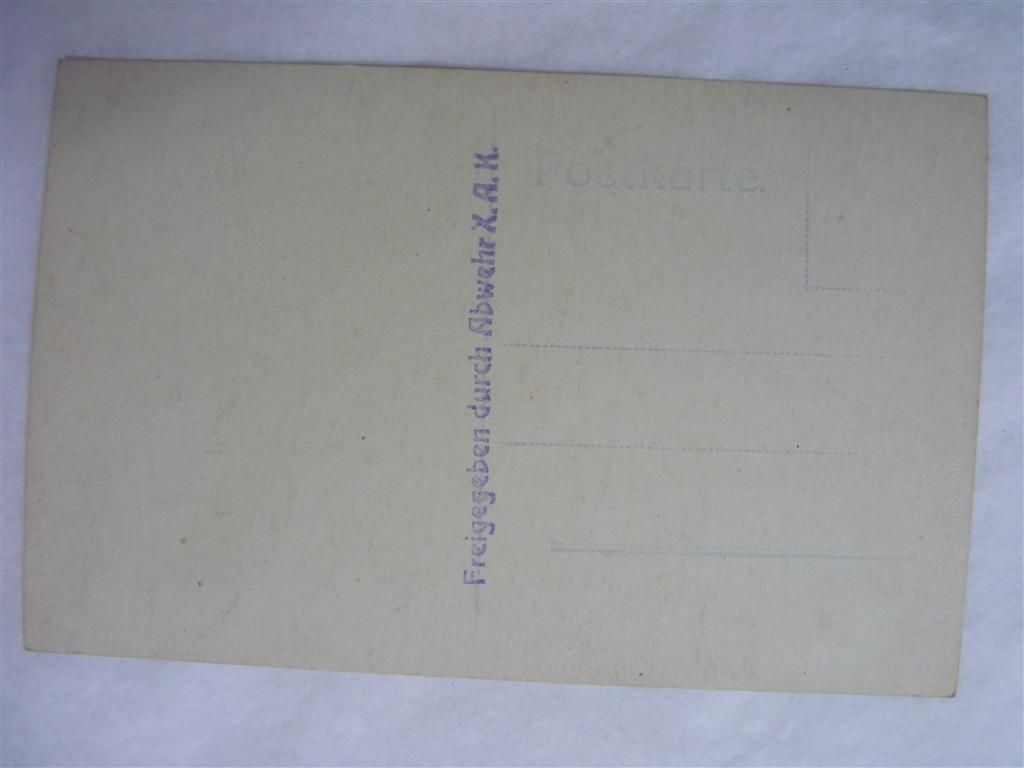 Postkarte.
Freigegeben durch Abwehr X. A. K.